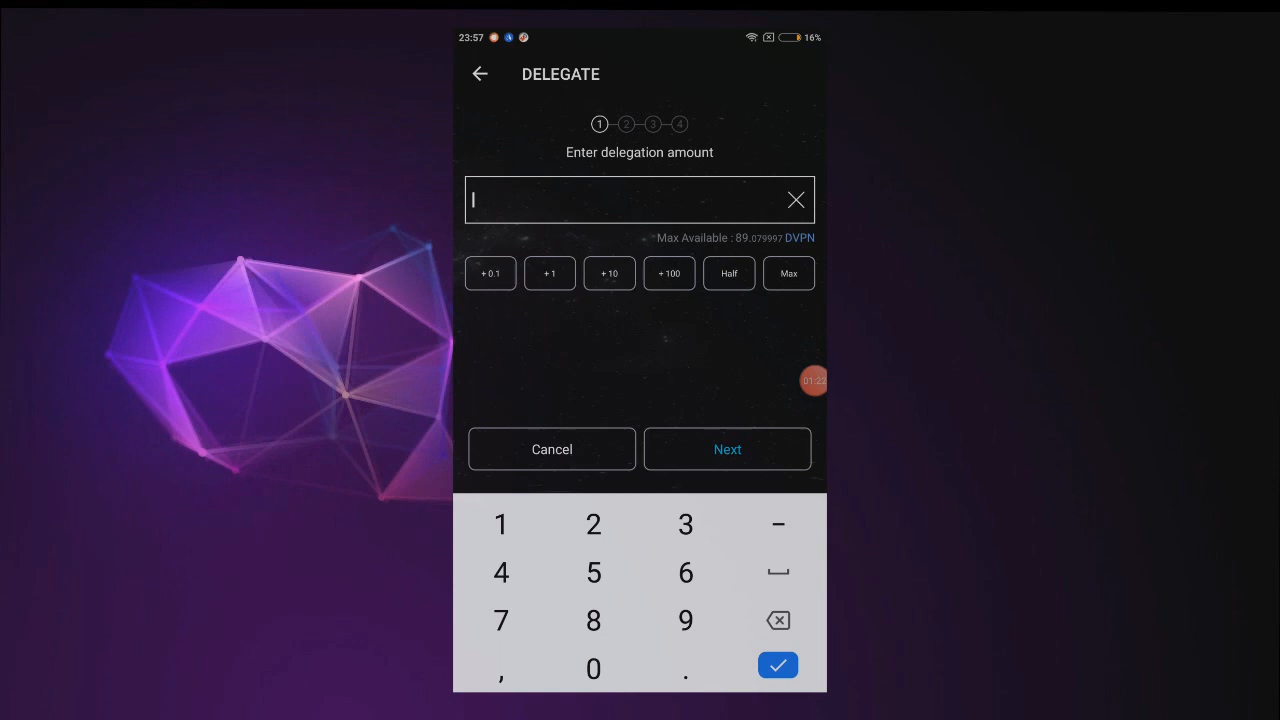 23:57 16%
DELEGATE
1 2 3 4
Enter delegation amount
Max Available : 89.079997 DVPN
+ 0.1 + 1 + 10 + 100 Half Max
01:22
Cancel Next
1 2 3 -
4 5 6
7 8 9
, 0 .